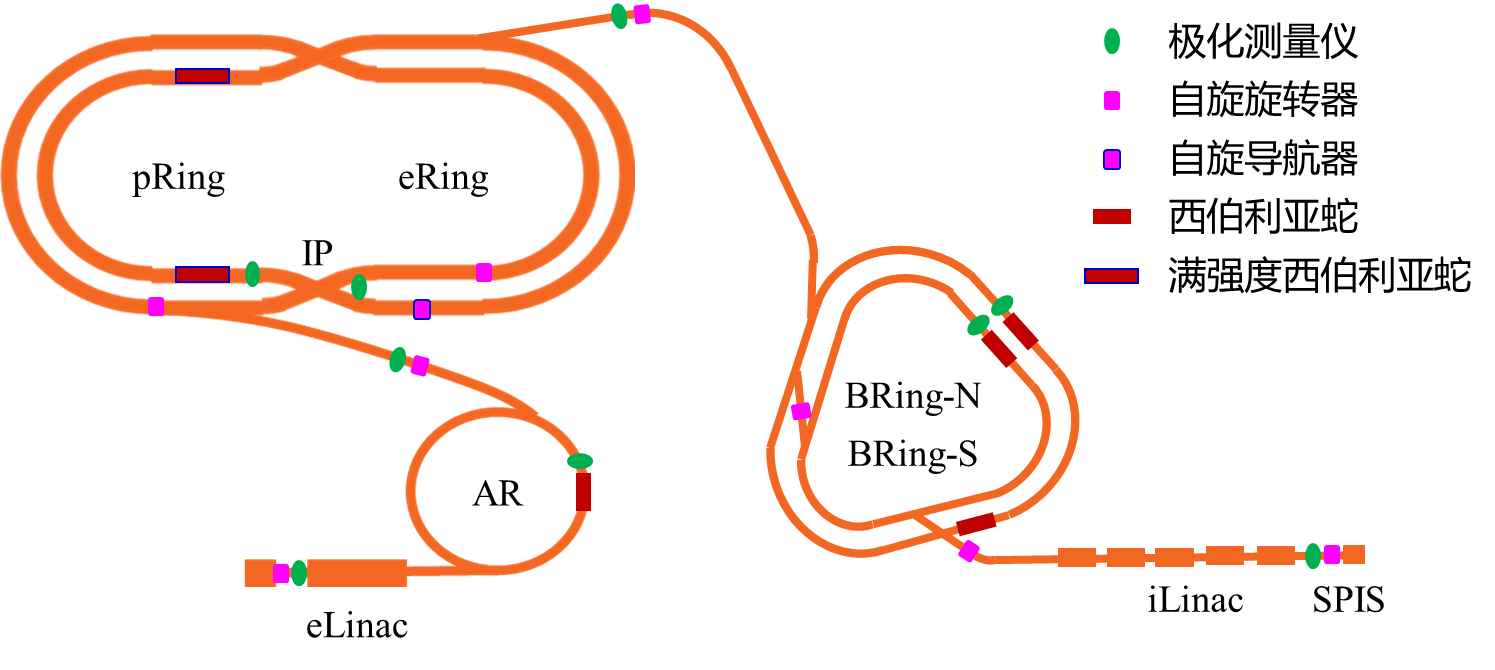 极化测量仪
自旋旋转器
自旋导航器
西伯利亚蛇
满强度西伯利亚蛇
pRing
eRing
IP
BRing-N
BRing-S
AR
eLinac
iLinac
SPIS